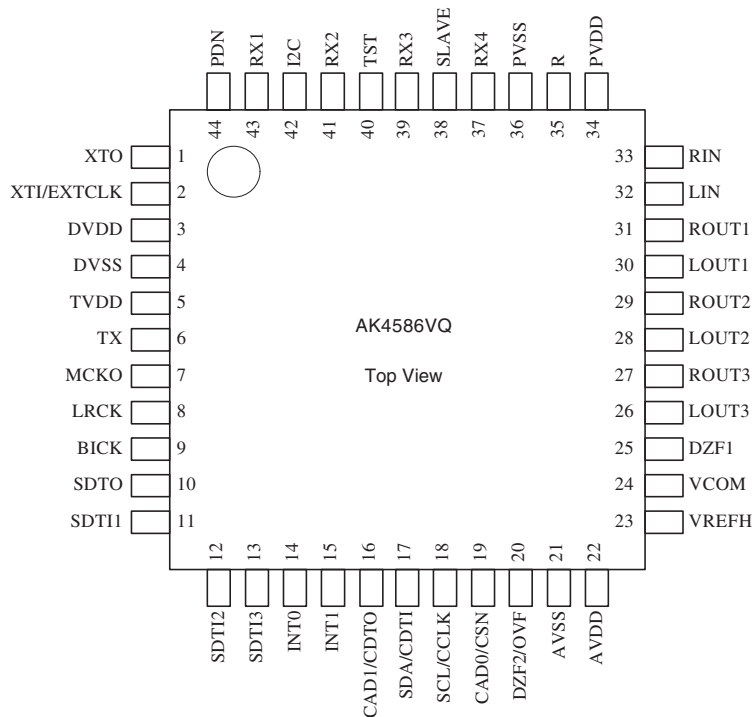 PDN
RX1
I2C
RX2
TST
RX3
SLAVE
RX4
PVSS
R
PVDD
44
43
42
41
40
39
38
37
36
35
34
XTO 1
XTI/EXTCLK 2
DVDD 3
DVSS 4
TVDD 5
TX 6
MCKO 7
LRCK 8
BICK 9
SDTO 10
SDTI1 11
AK4586VQ
Top View
33 RIN
32 LIN
31 ROUT1
30 LOUT1
29 ROUT2
28 LOUT2
27 ROUT3
26 LOUT3
25 DZF1
24 VCOM
23 VREFH
12
13
14
15
16
17
18
19
20
21
22
SDTI2
SDTI3
INT0
INT1
CAD1/CDTO
SDA/CDTI
SCL/CCLK
CAD0/CSN
DZF2/OVF
AVSS
AVDD